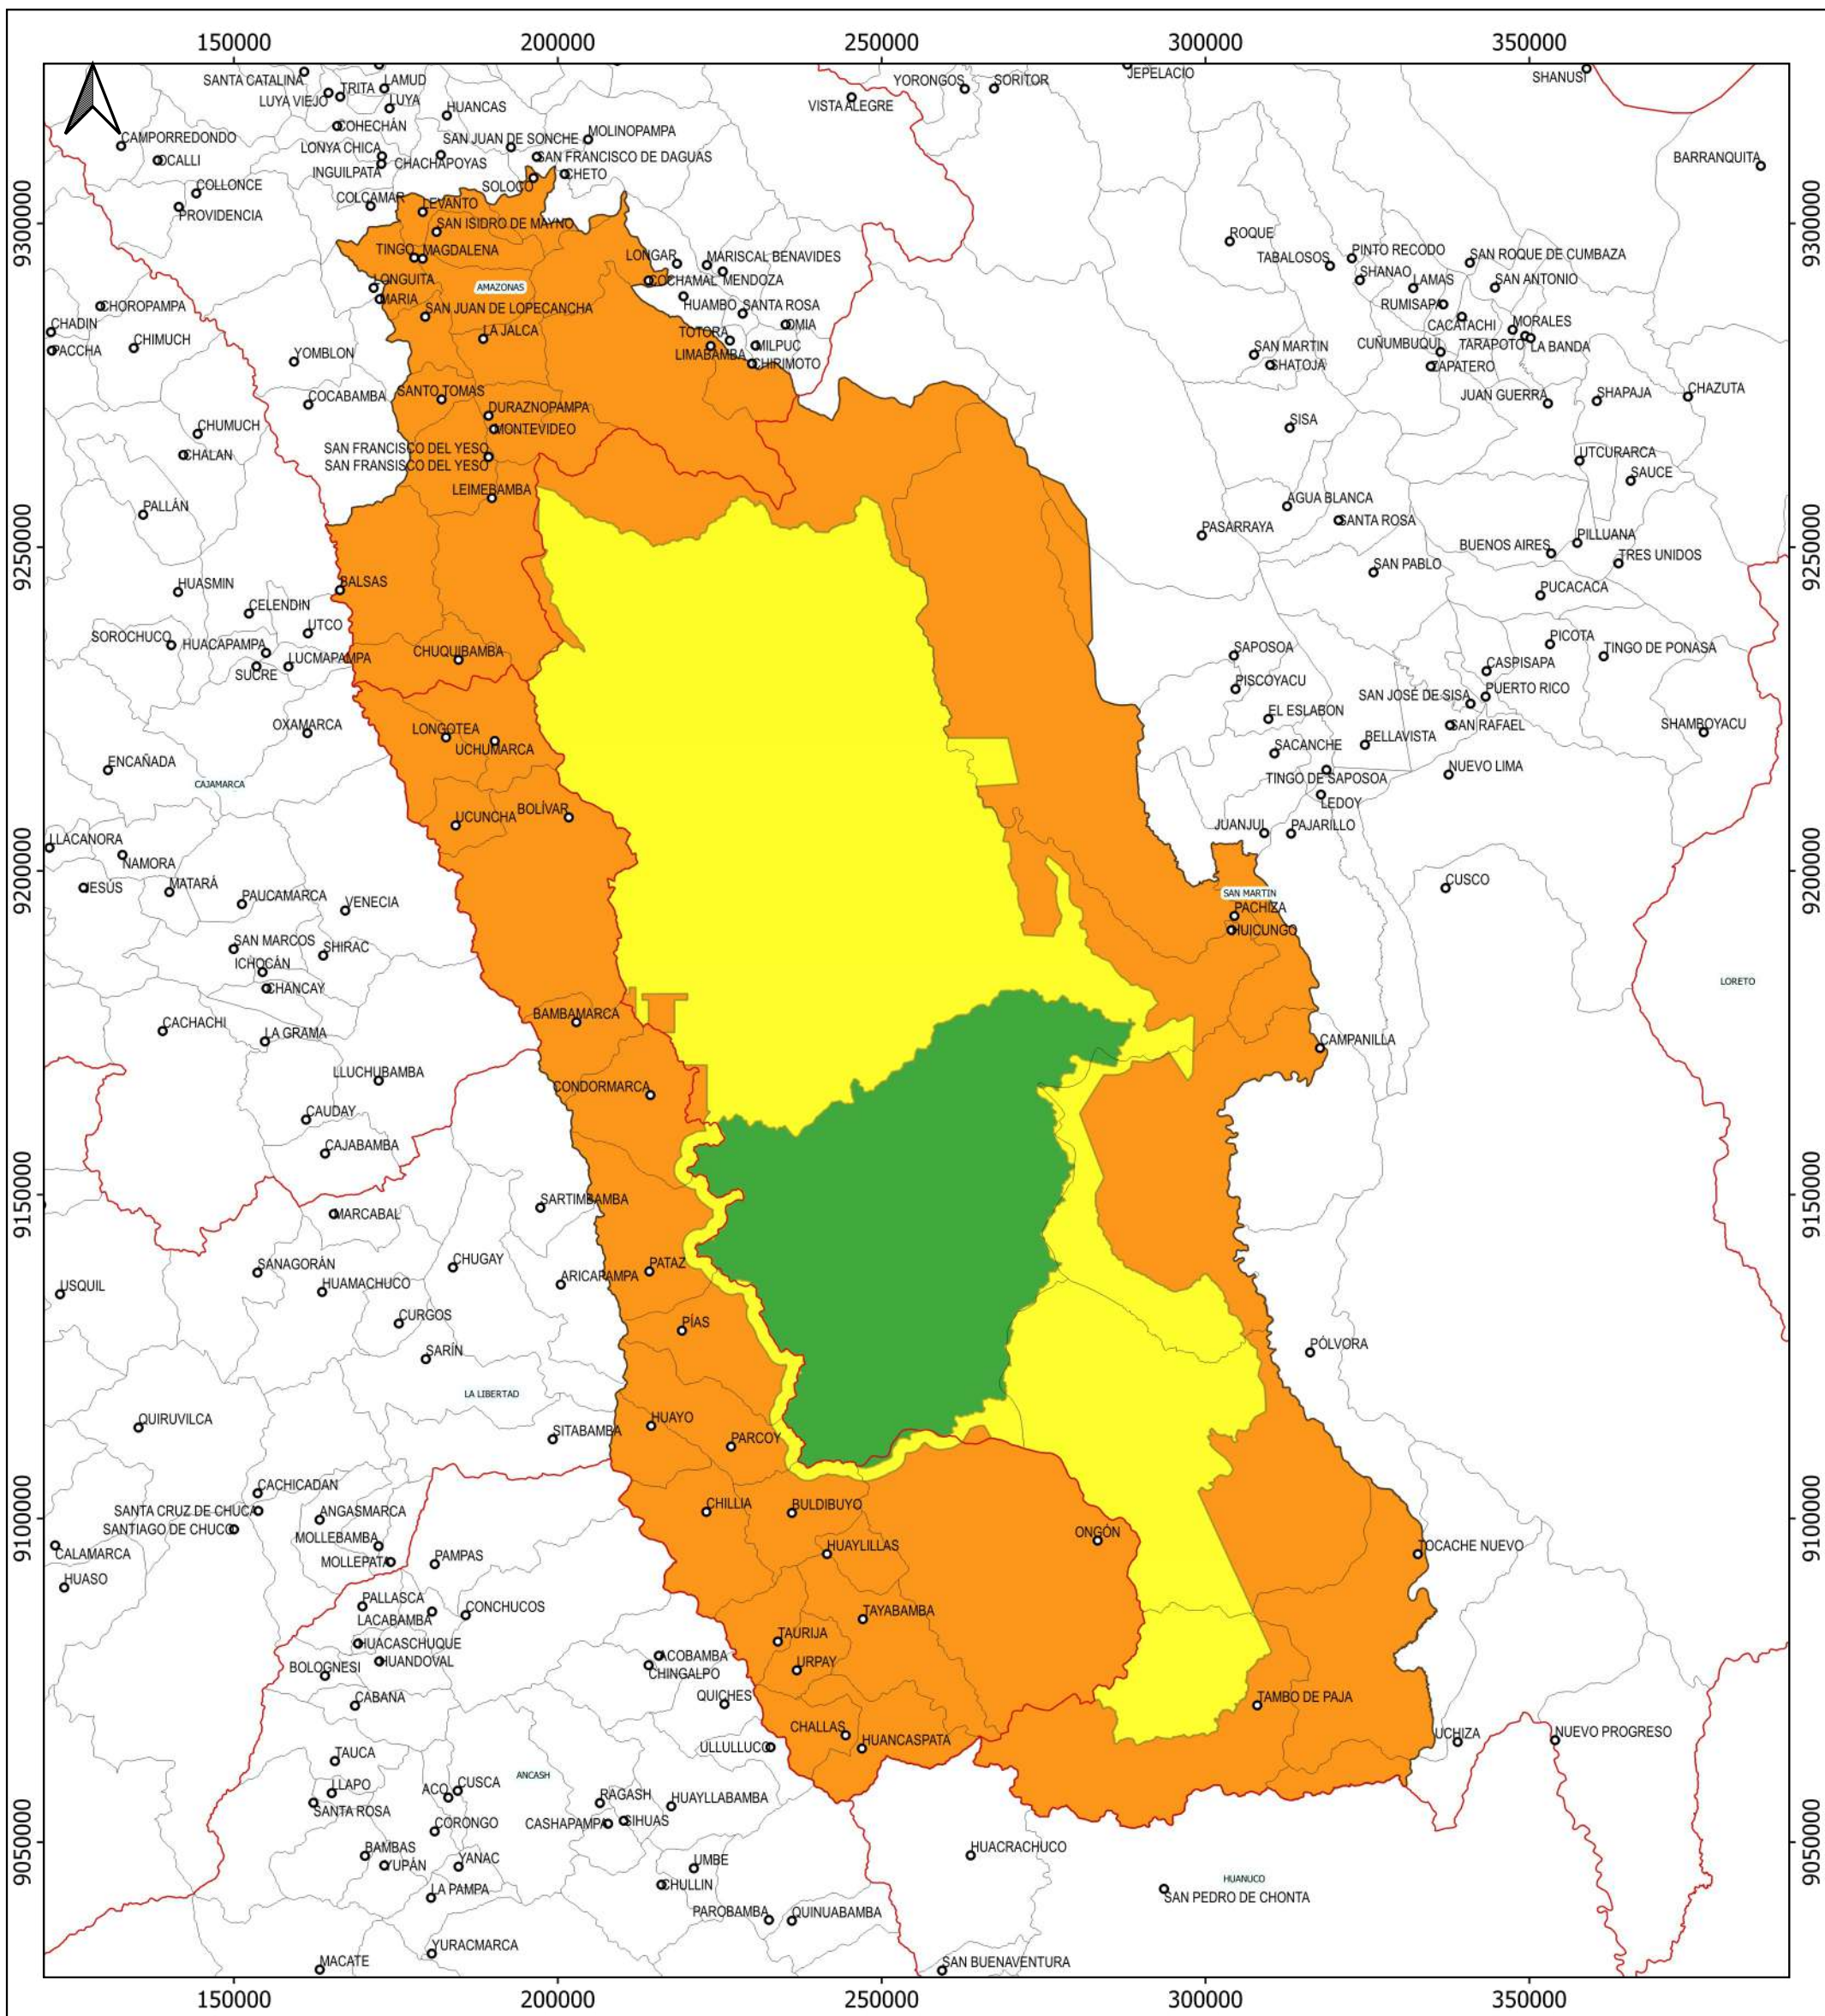 150000 200000 250000 300000 350000
SANTA CATALINA
LAMUD
YORONGOS
SORITOR
JEPELACIO
SHANUSI
LUYA VIEJO
TRITA
LUYA
HUANCAS
VISTA ALEGRE
COHECHÁN
CAMPORREDONDO
SAN JUAN DE SONCHE
MOLINOPAMPA
OCALLI
LONYA CHICA
CHACHAPOYAS
SAN FRANCISCO DE DAGUAS
BARRANQUITA
INGUILPATA
CHETO
SOLOCO
COLLONCE
COLCAMAR
LEVANTO
PROVIDENCIA
9300000
SAN ISIDRO DE MAYNO
ROQUE
9300000
TINGO
MAGDALENA
LONGAR
MARISCAL BENAVIDES
TABALOSOS
PINTO RECODO
SAN ROQUE DE CUMBAZA
LONGUITA
AMAZONAS
COCHAMAL
MENDOZA
SHANAO
LAMAS
SAN ANTONIO
CHOROPAMPA
MARIA
SAN JUAN DE LOPECANCHA
HUAMBO
SANTA ROSA
RUMISAPA
CHADIN
OMIA
CACATACHI
MORALES
PACCHA
CHIMUCH
LA JALCA
TOTORA
MILPUC
CUÑUMBUQUI
TARAPOTO
LA BANDA
YOMBLON
LIMABAMBA
CHIRIMOTO
SAN MARTIN
SHATOJA
ZAPATERO
COCABAMBA
SANTO TOMAS
DURAZNOPAMPA
JUAN GUERRA
SHAPAJA
CHAZUTA
CHUMUCH
MONTEVIDEO
SISA
CHALAN
SAN FRANCISCO DEL YESO
SAN FRANSISCO DEL YESO
UTCURARCA
SAUCE
LEIMEBAMBA
AGUA BLANCA
PALLÁN
SANTA ROSA
PASARRAYA
9250000
BUENOS AIRES
PILLUANA
9250000
TRES UNIDOS
SAN PABLO
HUASMIN
BALSAS
PUCACACA
CELENDIN
UTCO
SOROCHUCO
HUACAPAMPA
LUCMAPAMPA
CHUQUIBAMBA
SAPOSOA
PICOTA
TINGO DE PONASA
SUCRE
CASPISAPA
PISCOYACU
SAN JOSÉ DE SISA
PUERTO RICO
OXAMARCA
LONGOTEA
UCHUMARCA
EL ESLABON
SAN RAFAEL
SHAMBOYACU
BELLAVISTA
SACANCHE
ENCAÑADA
CAJAMARCA
TINGO DE SAPOSOA
NUEVO LIMA
LEDOY
UCUNCHA
BOLÍVAR
JUANJUI
PAJARILLO
LLACANORA
NAMORA
9200000
9200000
JESÚS
MATARÁ
PAUCAMARCA
VENECIA
SAN MARTIN
CUSCO
PACHIZA
HUICUNGO
SAN MARCOS
SHIRAC
ICHOCÁN
CHANCAY
LORETO
CACHACHI
LA GRAMA
BAMBAMARCA
CAMPANILLA
LLUCHUBAMBA
CONDORMARCA
CAUDAY
CAJABAMBA
9150000
SARTIMBAMBA
9150000
MARCABAL
SANAGORÁN
CHUGAY
PATAZ
HUAMACHUCO
ARICAPAMPA
USQUIL
CURGOS
PÍAS
SARÍN
PÓLVORA
LA LIBERTAD
QUIRUVILCA
SITABAMBA
HUAYO
PARCOY
CACHICADAN
SANTA CRUZ DE CHUCA
ANGASMARCA
CHILLIA
BULDIBUYO
9100000
SANTIAGO DE CHUCO
9100000
MOLLEBAMBA
ONGÓN
CALAMARCA
MOLLEPATA
PAMPAS
HUAYLILLAS
TOCACHE NUEVO
HUASO
PALLASCA
LACABAMBA
CONCHUCOS
TAYABAMBA
HUACASCHUQUE
TAURIJA
HUANDOVAL
ACOBAMBA
BOLOGNESI
CHINGALPO
URPAY
CABANA
QUICHES
TAMBO DE PAJA
CHALLAS
HUANCASPATA
ULLULLUCO
UCHIZA
NUEVO PROGRESO
TAUCA
ANCASH
LLAPO
ACO
CUSCA
RAGASH
HUAYLLABAMBA
SANTA ROSA
CASHAPAMPA
SIHUAS
9050000
CORONGO
9050000
BAMBAS
YUPÁN
YANAC
UMBE
HUACRACHUCO
LA PAMPA
CHULLIN
HUANUCO
SAN PEDRO DE CHONTA
PAROBAMBA
QUINUABAMBA
YURACMARCA
MACATE
SAN BUENAVENTURA
150000 200000 250000 300000 350000